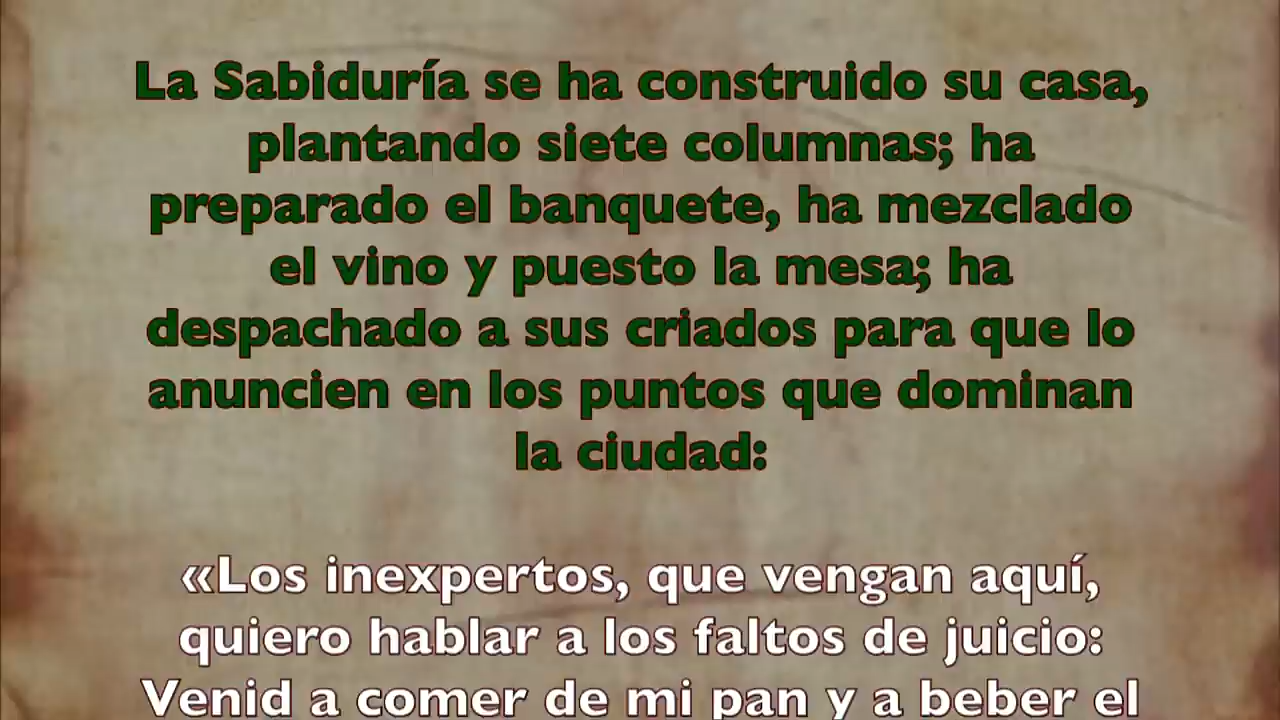 La Sabiduría se ha construido su casa,
plantando siete columnas; ha
preparado el banquete, ha mezclado
el vino y puesto la mesa; ha
despachado a sus criados para que lo
anuncien en los puntos que dominan
la ciudad:
«Los inexpertos, que vengan aquí,
quiero hablar a los faltos de juicio:
Venid a comer de mi pan y a beber el